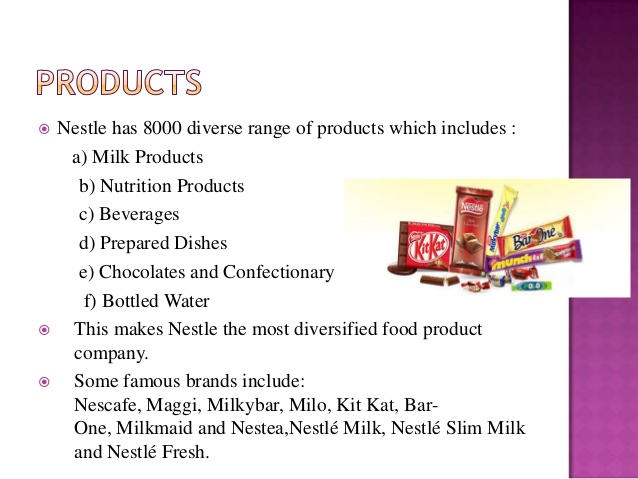 PRODUCTS
Nestle has 8000 diverse range of products which includes :
a) Milk Products
b) Nutrition Products
c) Beverages
d) Prepared Dishes
e) Chocolates and Confectionary
f) Bottled Water
This makes Nestle the most diversified food product
company.
Some famous brands include:
Nescafe, Maggi, Milkybar, Milo, Kit Kat, Bar-
One, Milkmaid and Nestea,Nestlé Milk, Nestlé Slim Milk
and Nestlé Fresh.
Nestlé
KitKat
Milkybar
Bar One
munch